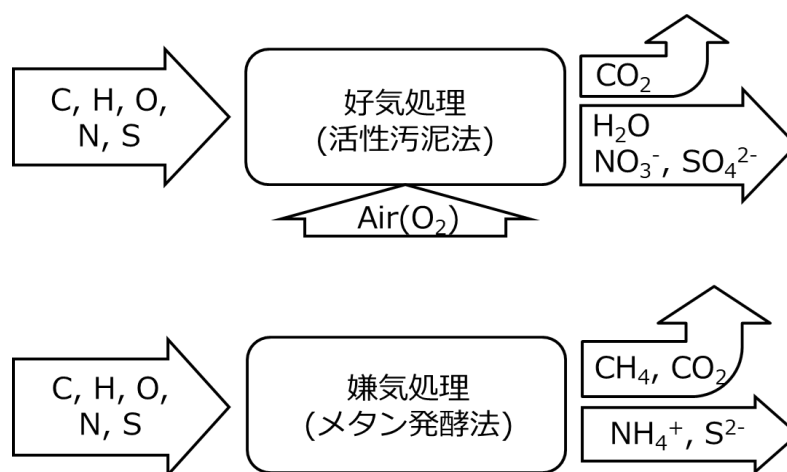 C, H, O,
N, S
好気処理
(活性汚泥法)
CO₂
H₂O
NO₃⁻, SO₄²⁻
Air(O₂)
C, H, O,
N, S
嫌気処理
(メタン発酵法)
CH₄, CO₂
NH₄⁺, S²⁻